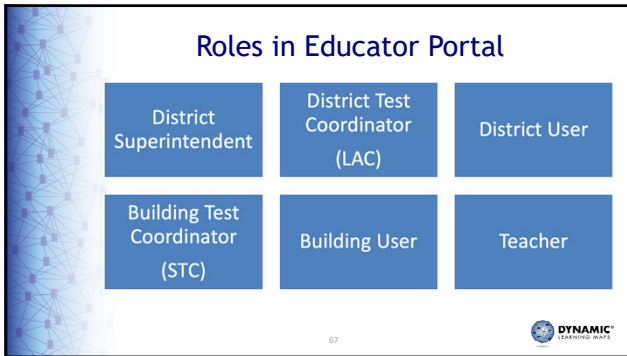 Roles in Educator Portal
District
Superintendent
District Test
Coordinator
(LAC)
District User
Building Test
Coordinator
(STC)
Building User
Teacher
67
DYNAMIC®
LEARNING MAPS